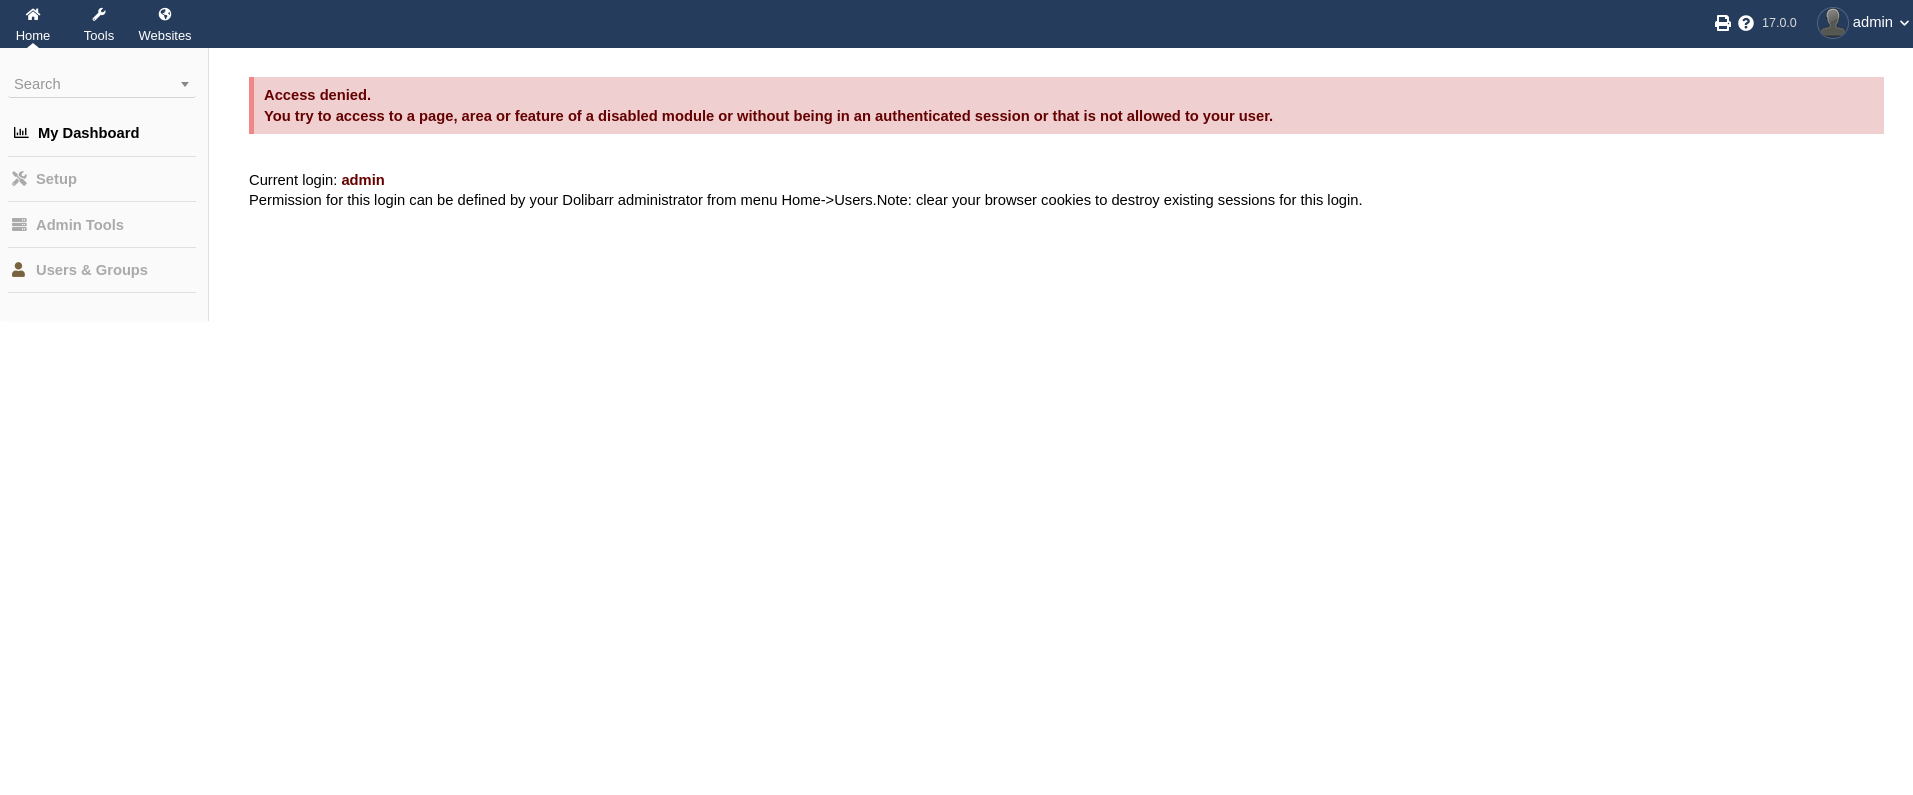 Home
Tools
Websites
17.0.0
admin
Search
My Dashboard
Setup
Admin Tools
Users & Groups
Access denied.
You try to access to a page, area or feature of a disabled module or without being in an authenticated session or that is not allowed to your user.
Current login: admin
Permission for this login can be defined by your Dolibarr administrator from menu Home->Users.Note: clear your browser cookies to destroy existing sessions for this login.